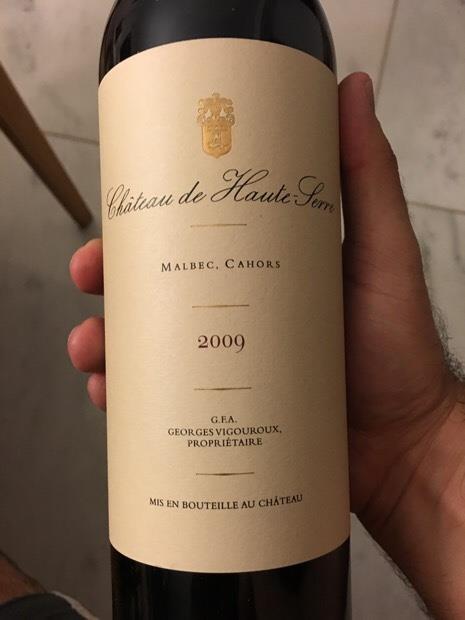 Château de Haute-Serre
MALBEC, CAHORS
2009
G.F.A.
GEORGES VIGOUROUX,
PROPRIÉTAIRE
MIS EN BOUTEILLE AU CHÂTEAU